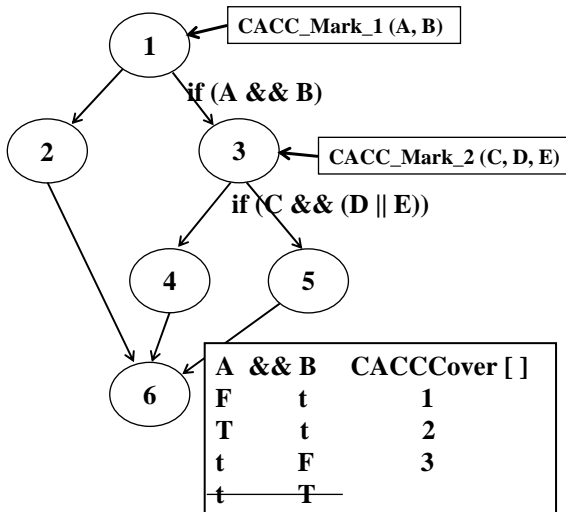 1
CACC_Mark_1 (A, B)
if (A && B)
2
3
CACC_Mark_2 (C, D, E)
if (C && (D || E))
4
5
6
A && B CACCCover [ ]
F t 1
T t 2
t F 3
t T